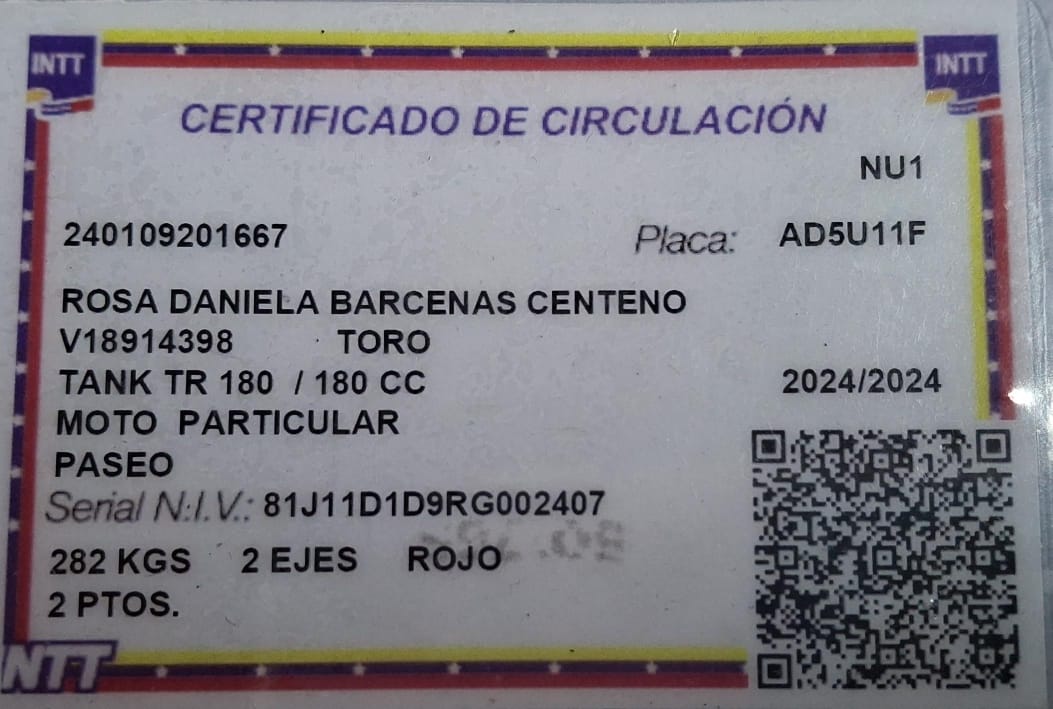 INTT
INTT
CERTIFICADO DE CIRCULACIÓN
NU1
240109201667 Placa: AD5U11F
ROSA DANIELA BARCENAS CENTENO
V18914398 TORO
TANK TR 180 / 180 CC 2024/2024
MOTO PARTICULAR
PASEO
Serial N:I.V.: 81J11D1D9RG002407
282 KGS 2 EJES ROJO
2 PTOS.
NTT